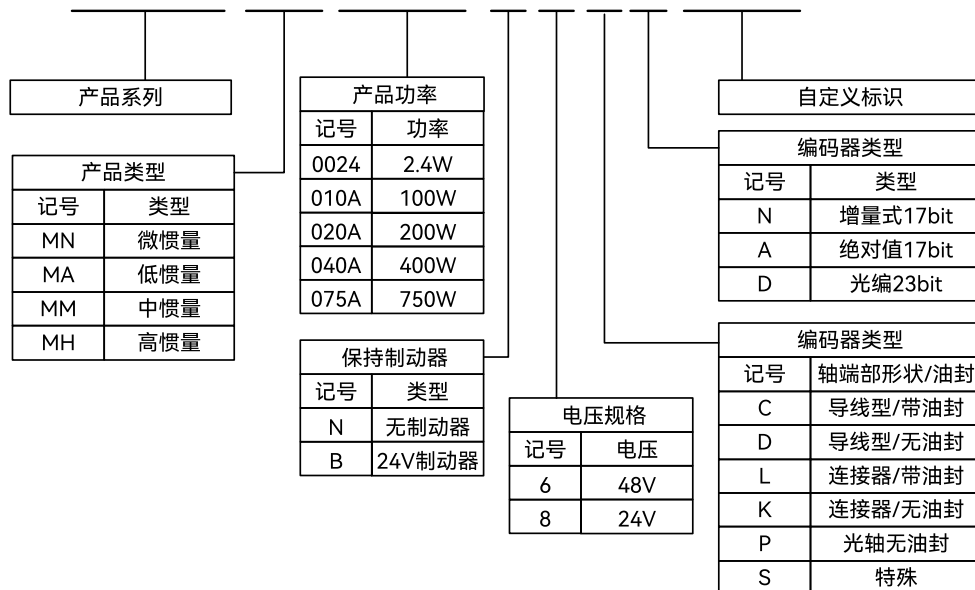 产品系列
产品类型
记号 类型
MN 微惯量
MA 低惯量
MM 中惯量
MH 高惯量
产品功率
记号 功率
0024 2.4W
010A 100W
020A 200W
040A 400W
075A 750W
保持制动器
记号 类型
N 无制动器
B 24V制动器
电压规格
记号 电压
6 48V
8 24V
自定义标识
编码器类型
记号 类型
N 增量式17bit
A 绝对值17bit
D 光编23bit
编码器类型
记号 轴端部形状/油封
C 导线型/带油封
D 导线型/无油封
L 连接器/带油封
K 连接器/无油封
P 光轴无油封
S 特殊